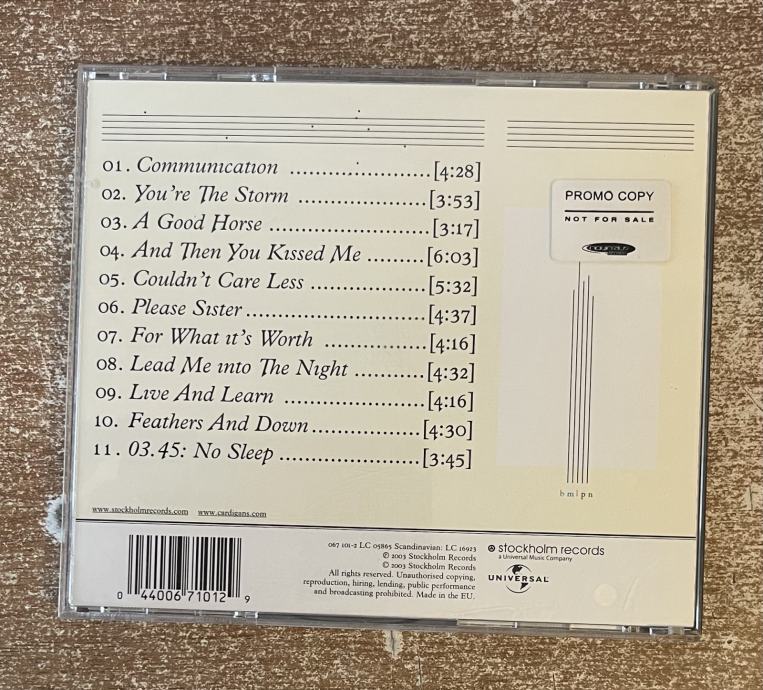 01. Communication ........................[4:28]
02. You're The Storm ......................[3:53]
03. A Good Horse ...........................[3:17]
04. And Then You Kissed Me .........[6:03]
05. Couldn't Care Less ....................[5:32]
06. Please Sister..............................[4:37]
07. For What it's Worth .................[4:16]
08. Lead Me into The Night ...........[4:32]
09. Live And Learn ........................[4:16]
10. Feathers And Down..................[4:30]
11. 03.45: No Sleep ........................[3:45]
PROMO COPY
NOT FOR SALE
b m l p n
www.stockholmrecords.com www.cardigans.com
0 44006 71012 9
067 101-2 LC 05865 Scandinavian: LC 16923
℗ 2003 Stockholm Records
© 2003 Stockholm Records
All rights reserved. Unauthorised copying,
reproduction, hiring, lending, public performance
and broadcasting prohibited. Made in the EU.
stockholm records
a Universal Music Company
UNIVERSAL